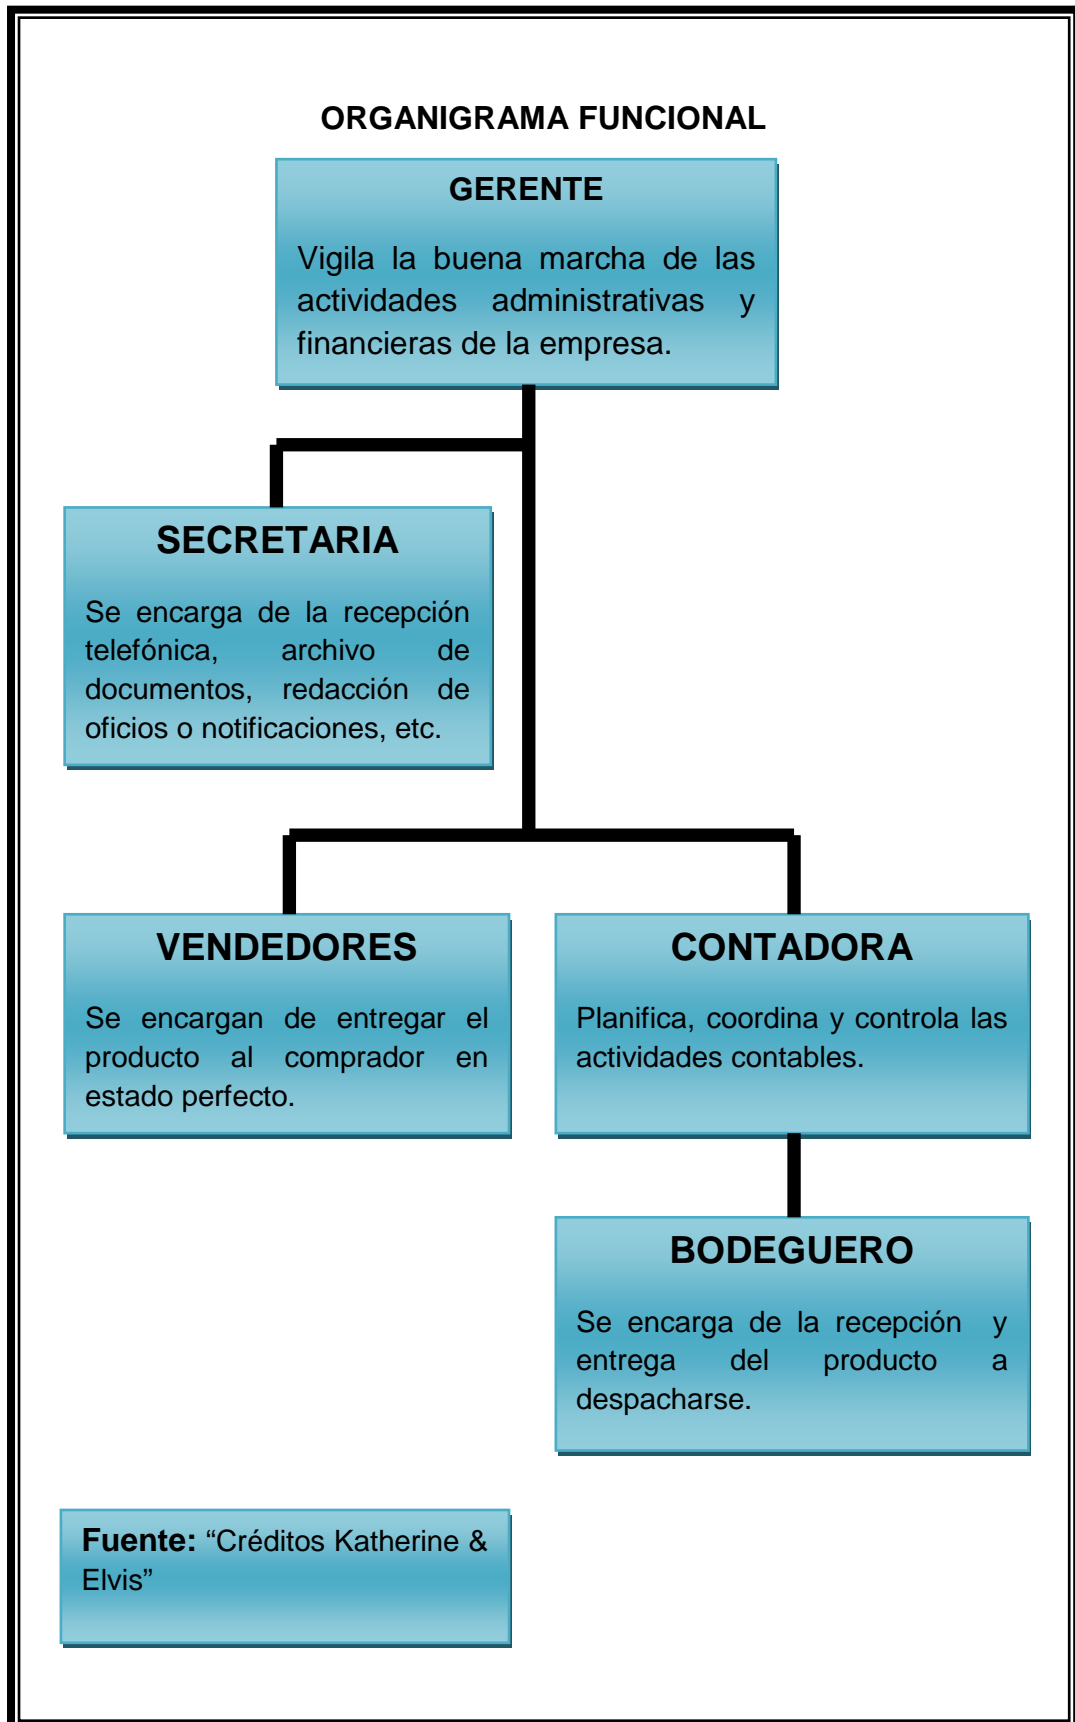 ORGANIGRAMA FUNCIONAL
GERENTE
Vigila la buena marcha de las
actividades administrativas y
financieras de la empresa.
SECRETARIA
Se encarga de la recepción
telefónica, archivo de
documentos, redacción de
oficios o notificaciones, etc.
VENDEDORES
Se encargan de entregar el
producto al comprador en
estado perfecto.
CONTADORA
Planifica, coordina y controla las
actividades contables.
BODEGUERO
Se encarga de la recepción y
entrega del producto a
despacharse.
Fuente: “Créditos Katherine &
Elvis”